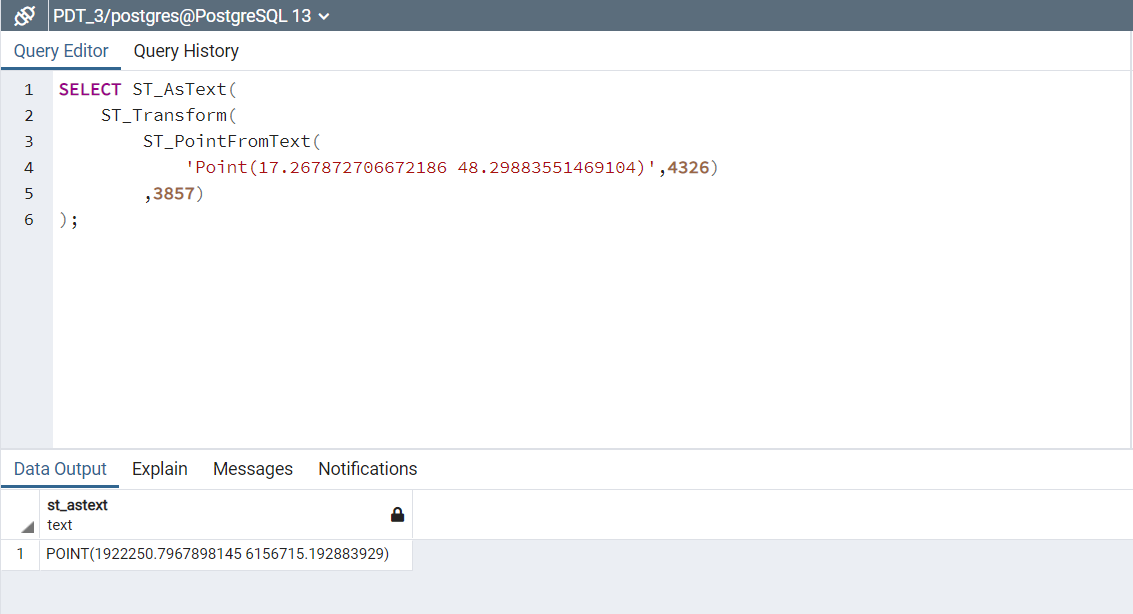 PDT_3/postgres@PostgreSQL 13
Query Editor Query History
1 SELECT ST_AsText(
2 ST_Transform(
3 ST_PointFromText(
4 'Point(17.267872706672186 48.29883551469104)',4326)
5 ,3857)
6 );
Data Output Explain Messages Notifications
st_astext
text
1 POINT(1922250.7967898145 6156715.192883929)